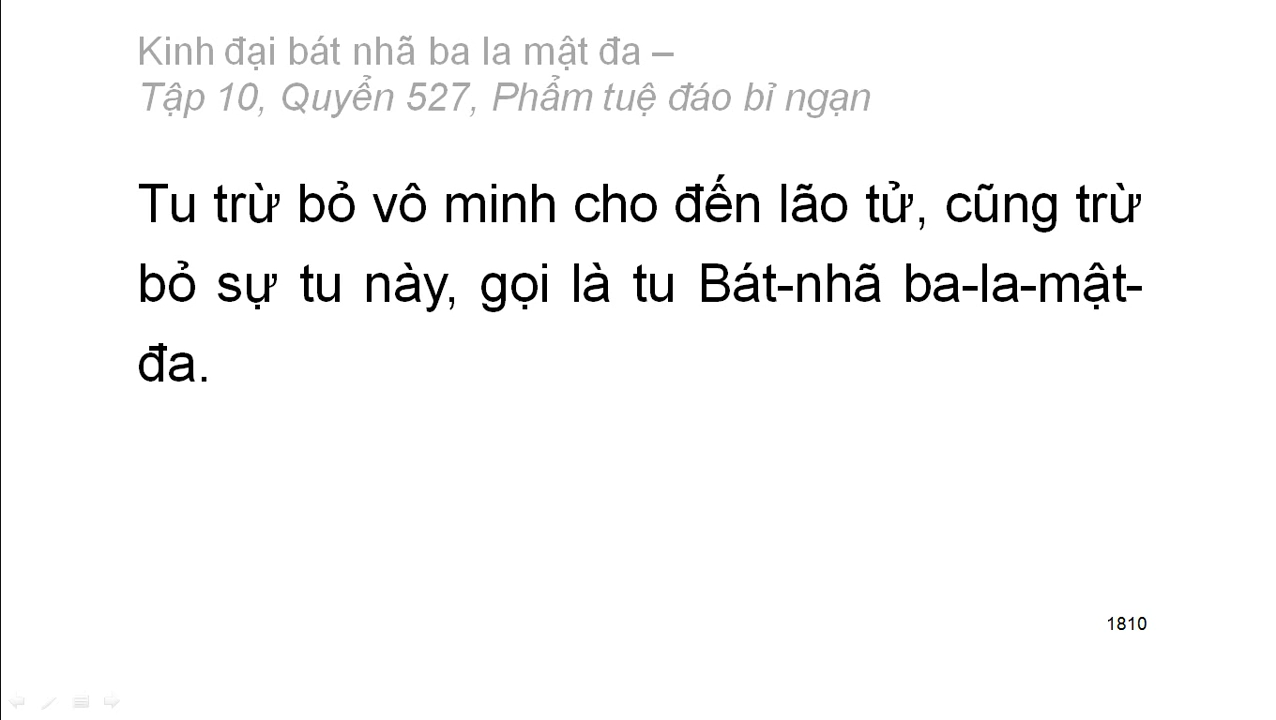 Kinh đại bát nhã ba la mật đa –
Tập 10, Quyển 527, Phẩm tuệ đáo bỉ ngạn
Tu trừ bỏ vô minh cho đến lão tử, cũng trừ
bỏ sự tu này, gọi là tu Bát-nhã ba-la-mật-
đa.
1810